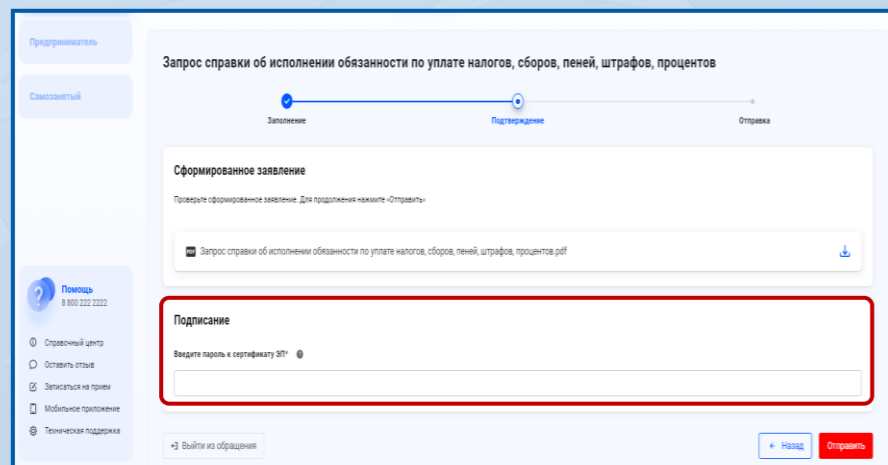 Предприниматель
Самозанятый
Запрос справки об исполнении обязанности по уплате налогов, сборов, пеней, штрафов, процентов
Заполнение
Подтверждение
Отправка
Сформированное заявление
Проверьте сформированное заявление. Для продолжения нажмите «Отправить»
PDF Запрос справки об исполнении обязанности по уплате налогов, сборов, пеней, штрафов, процентов.pdf
Помощь
8 800 222 2222
Справочный центр
Оставить отзыв
Записаться на прием
Мобильное приложение
Техническая поддержка
Подписание
Введите пароль к сертификату ЭП*
Выйти из обращения
Назад
Отправить